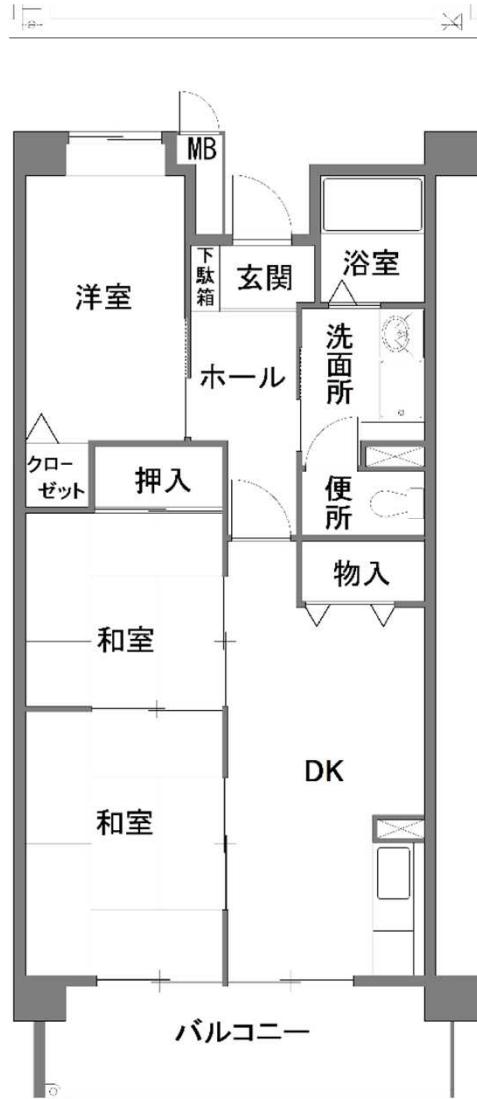 MB
下駄箱
玄関
浴室
洋室
ホール
洗面所
クロー
ゼット
押入
便所
物入
和室
DK
和室
バルコニー